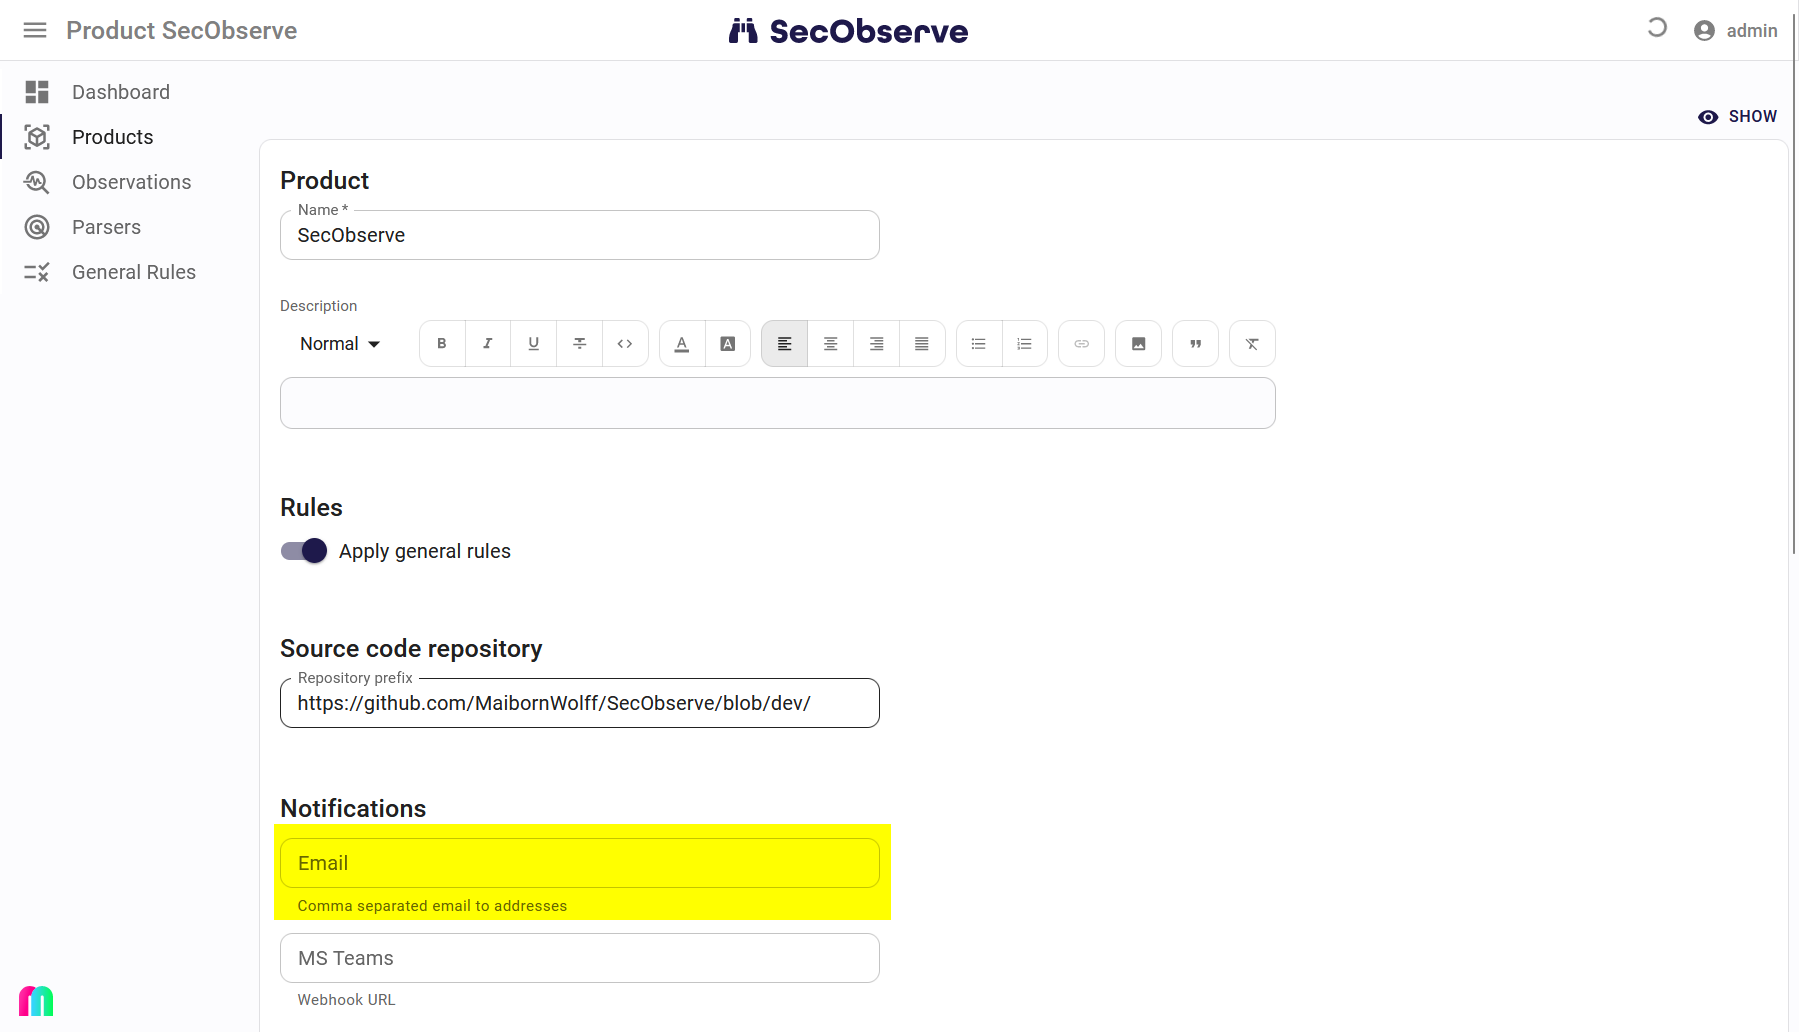 Product SecObserve
SecObserve
admin
Dashboard
Products
Observations
Parsers
General Rules
SHOW
Product
Name *
SecObserve
Description
Normal
Rules
Apply general rules
Source code repository
Repository prefix
https://github.com/MaibornWolff/SecObserve/blob/dev/
Notifications
Email
Comma separated email to addresses
MS Teams
Webhook URL